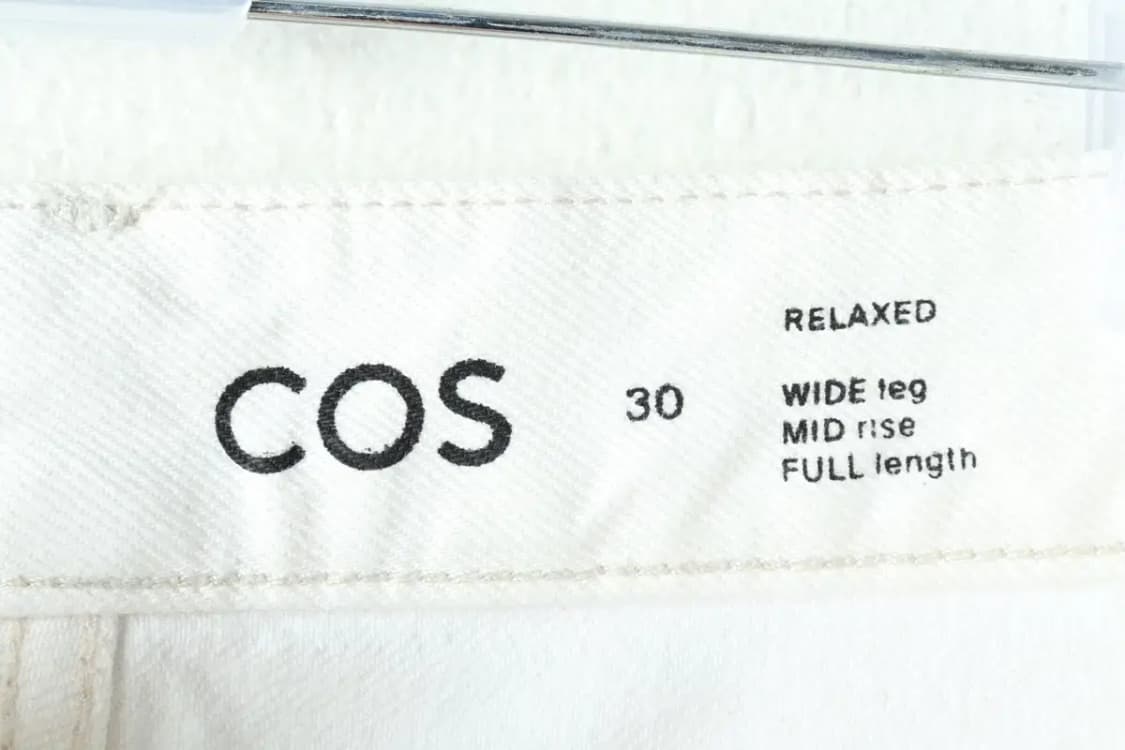 COS
30
RELAXED
WIDE leg
MID rise
FULL length